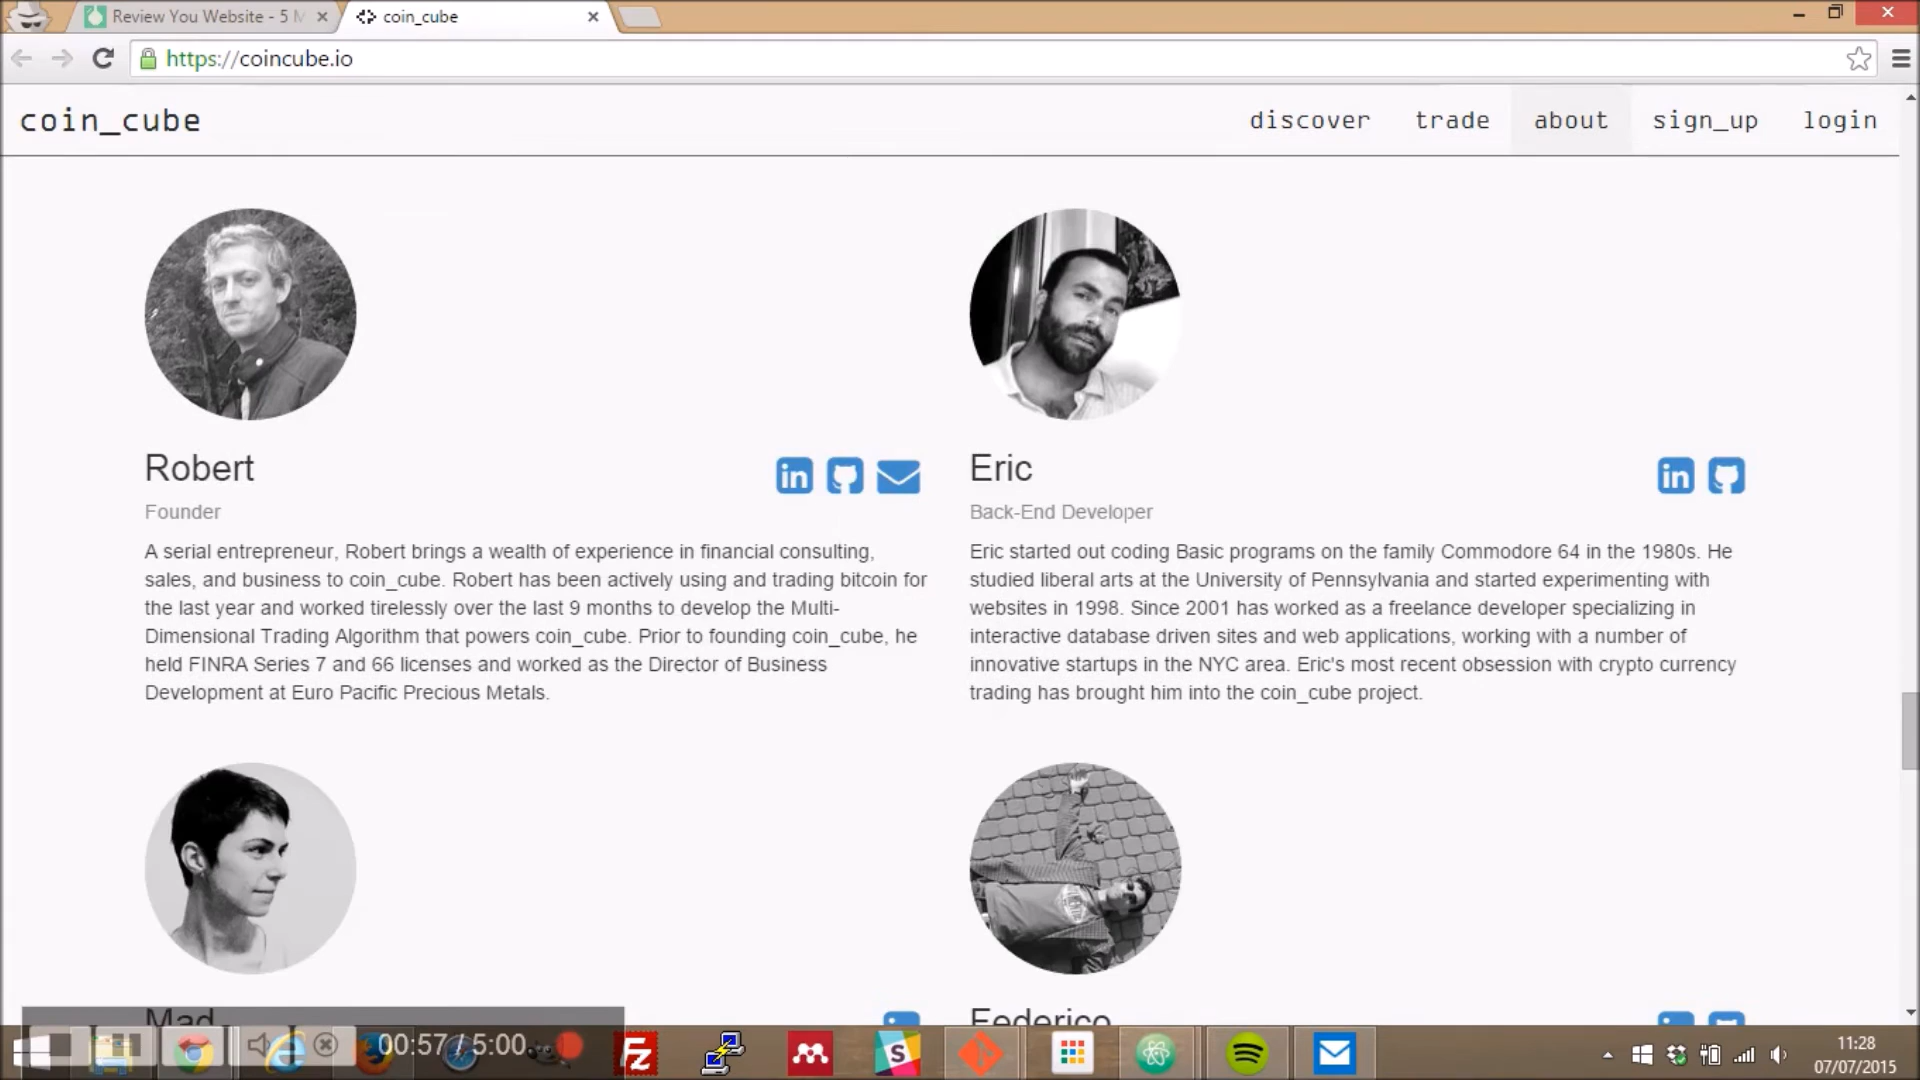 Review You Website - 5 M
coin_cube
https://coincube.io
coin_cube
discover
trade
about
sign_up
login
Robert
Founder
A serial entrepreneur, Robert brings a wealth of experience in financial consulting,
sales, and business to coin_cube. Robert has been actively using and trading bitcoin for
the last year and worked tirelessly over the last 9 months to develop the Multi-
Dimensional Trading Algorithm that powers coin_cube. Prior to founding coin_cube, he
held FINRA Series 7 and 66 licenses and worked as the Director of Business
Development at Euro Pacific Precious Metals.
Eric
Back-End Developer
Eric started out coding Basic programs on the family Commodore 64 in the 1980s. He
studied liberal arts at the University of Pennsylvania and started experimenting with
websites in 1998. Since 2001 has worked as a freelance developer specializing in
interactive database driven sites and web applications, working with a number of
innovative startups in the NYC area. Eric's most recent obsession with crypto currency
trading has brought him into the coin_cube project.
Mad
Federico
00:57 / 5:00
11:28
07/07/2015